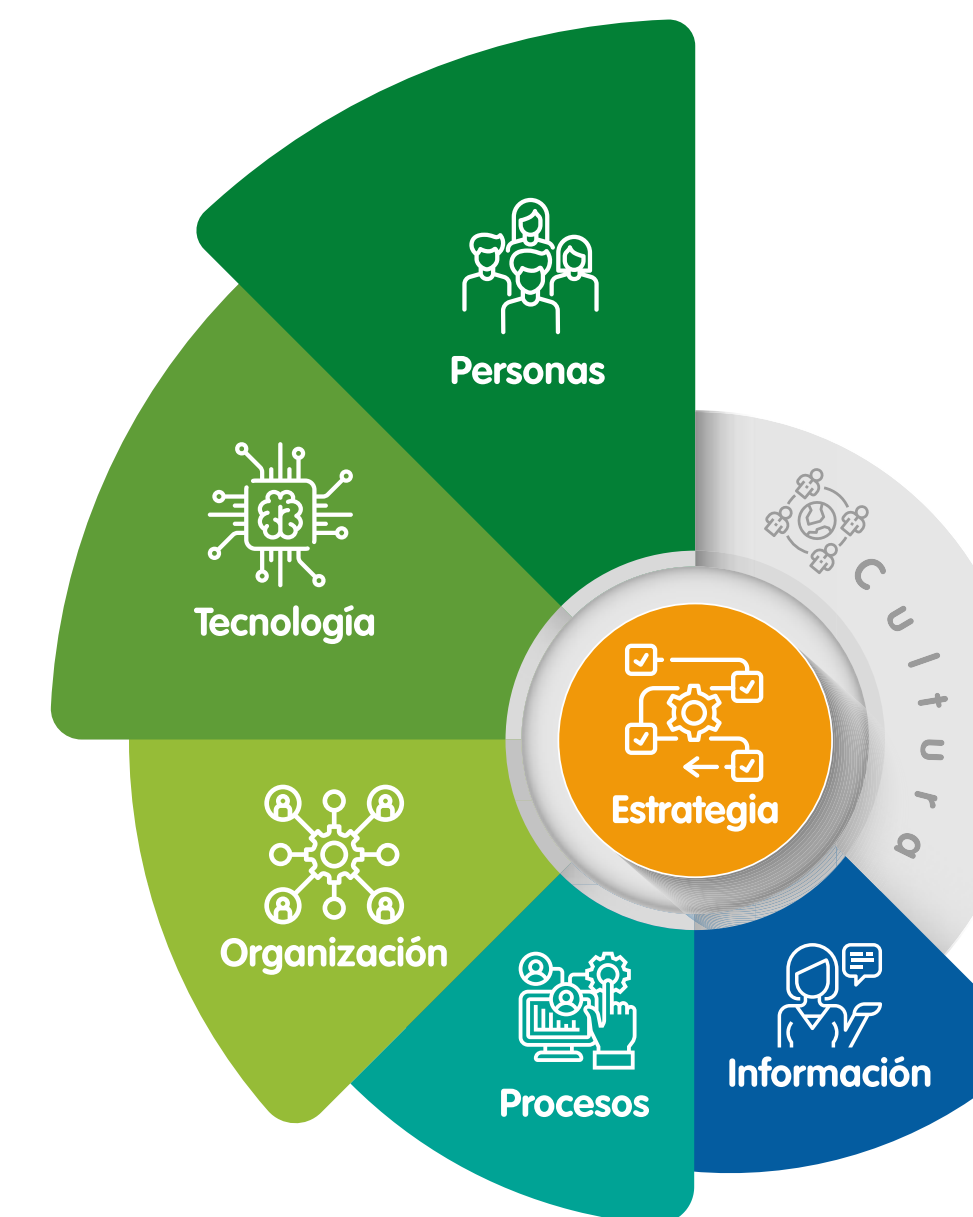 Personas
Tecnología
Cultura
Estrategia
Organización
Información
Procesos